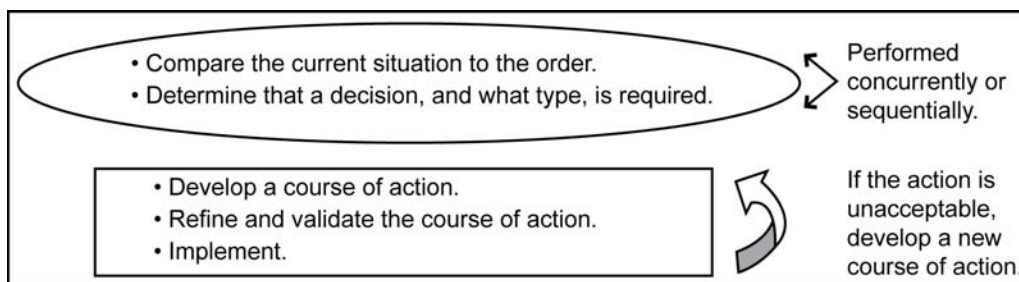 • Compare the current situation to the order.
• Determine that a decision, and what type, is required.
Performed
concurrently or
sequentially.
• Develop a course of action.
• Refine and validate the course of action.
• Implement.
If the action is
unacceptable,
develop a new
course of action.